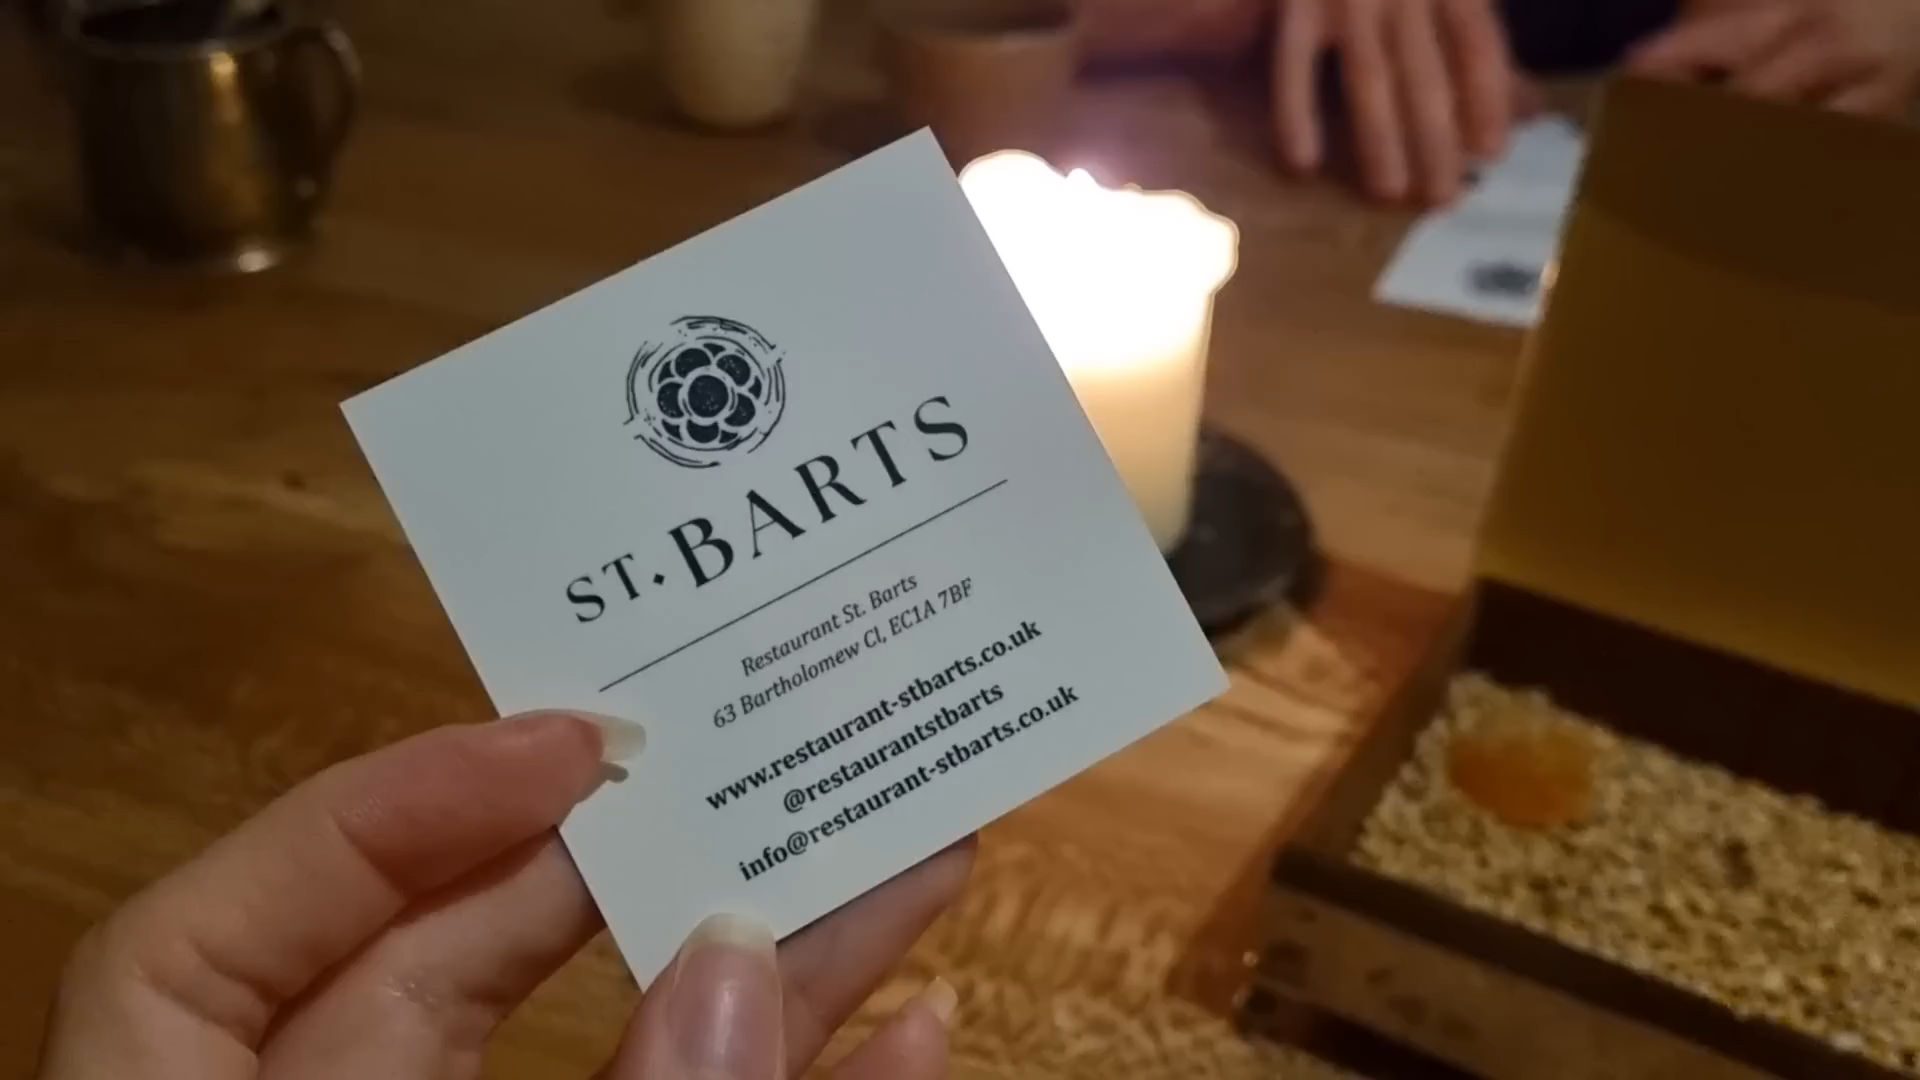 ST. BARTS
Restaurant St. Barts
63 Bartholomew Cl, EC1A 7BF
www.restaurant-stbarts.co.uk
@restaurantstbarts
info@restaurant-stbarts.co.uk